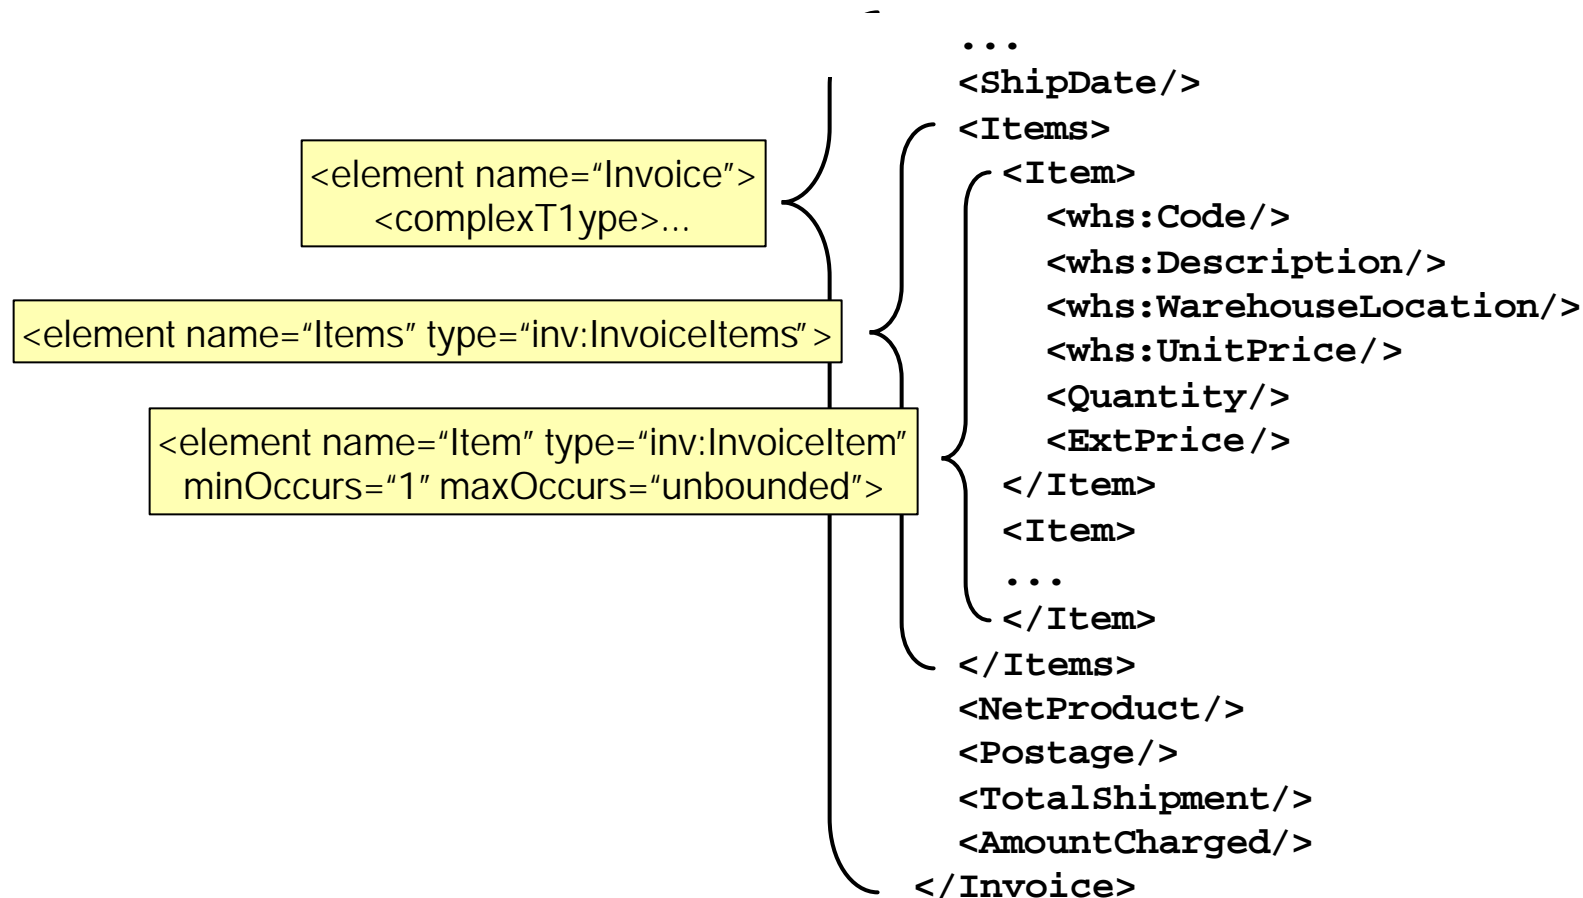 ...
<ShipDate/>
<Items>
<Item>
<whs:Code/>
<whs:Description/>
<whs:WarehouseLocation/>
<whs:UnitPrice/>
<Quantity/>
<ExtPrice/>
</Item>
<Item>
...
</Item>
</Items>
<NetProduct/>
<Postage/>
<TotalShipment/>
<AmountCharged/>
</Invoice>
<element name=“Invoice”>
<complexT1ype>...
<element name=“Items” type=“inv:InvoiceItems”>
<element name=“Item” type=“inv:InvoiceItem”
minOccurs=“1” maxOccurs=“unbounded”>